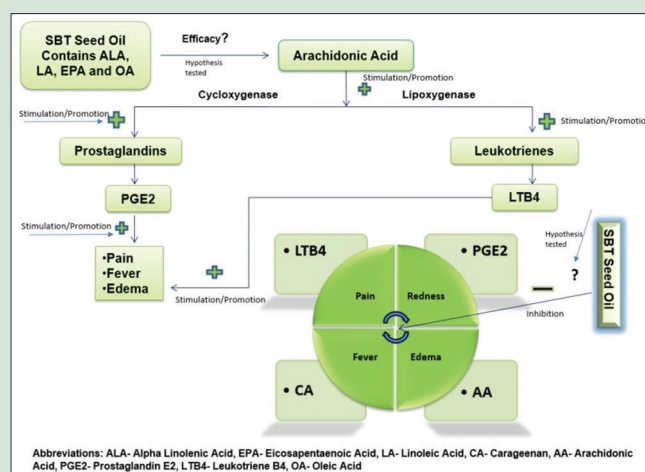 SBT Seed Oil
Contains ALA,
LA, EPA and OA
Efficacy?
Hypothesis
tested
Arachidonic Acid
Stimulation/Promotion
Cycloxygenase
Lipoxygenase
Stimulation/Promotion
Stimulation/Promotion
Prostaglandins
Leukotrienes
PGE2
LTB4
Stimulation/Promotion
•Pain
•Fever
•Edema
Stimulation/Promotion
• LTB4
• PGE2
Hypothesis
tested
?
SBT Seed Oil
Inhibition
Pain
Redness
Fever
Edema
• CA
• AA
Abbreviations: ALA- Alpha Linolenic Acid, EPA- Eicosapentaenoic Acid, LA- Linoleic Acid, CA- Carageenan, AA- Arachidonic
Acid, PGE2- Prostaglandin E2, LTB4- Leukotriene B4, OA- Oleic Acid